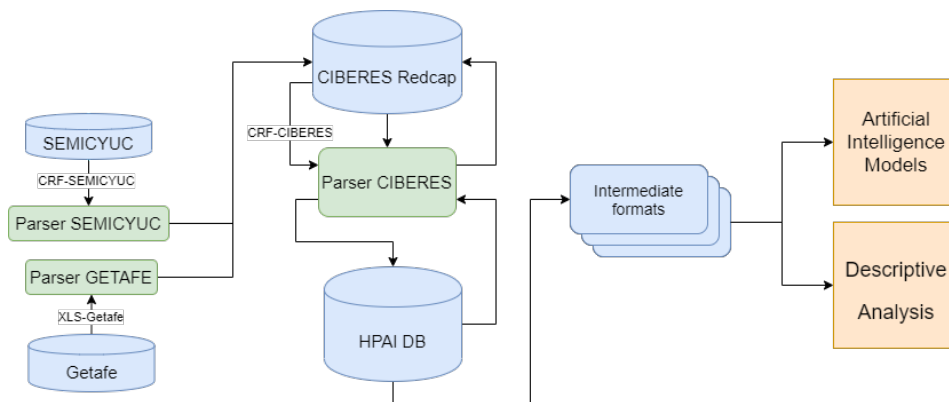 CIBERES Redcap
CRF-CIBERES
SEMICYUC
CRF-SEMICYUC
Parser SEMICYUC
Parser GETAFE
XLS-Getafe
Getafe
Parser CIBERES
HPAI DB
Intermediate
formats
Artificial
Intelligence
Models
Descriptive
Analysis